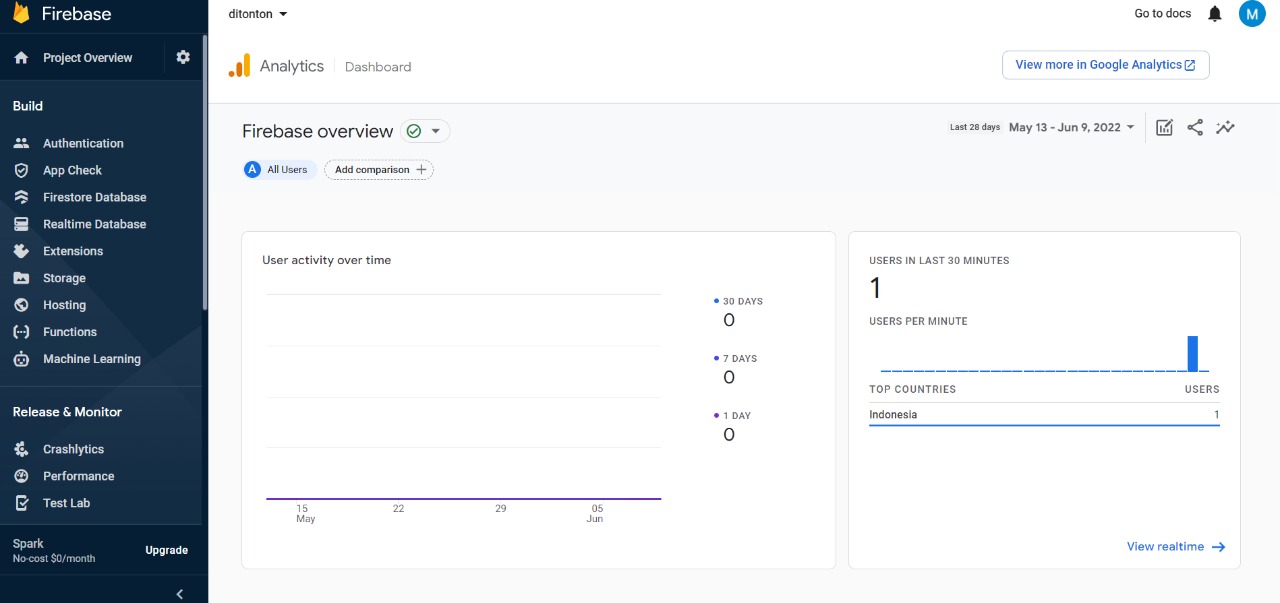 Firebase
ditonton
Go to docs
M
Project Overview
Analytics
Dashboard
View more in Google Analytics
Build
Authentication
App Check
Firestore Database
Realtime Database
Extensions
Storage
Hosting
Functions
Machine Learning
Release & Monitor
Crashlytics
Performance
Test Lab
Spark
No-cost $0/month
Upgrade
Firebase overview
Last 28 days
May 13 - Jun 9, 2022
A
All Users
Add comparison
User activity over time
30 DAYS
0
7 DAYS
0
1 DAY
0
15
May
22
29
05
Jun
USERS IN LAST 30 MINUTES
1
USERS PER MINUTE
TOP COUNTRIES
USERS
Indonesia
1
View realtime